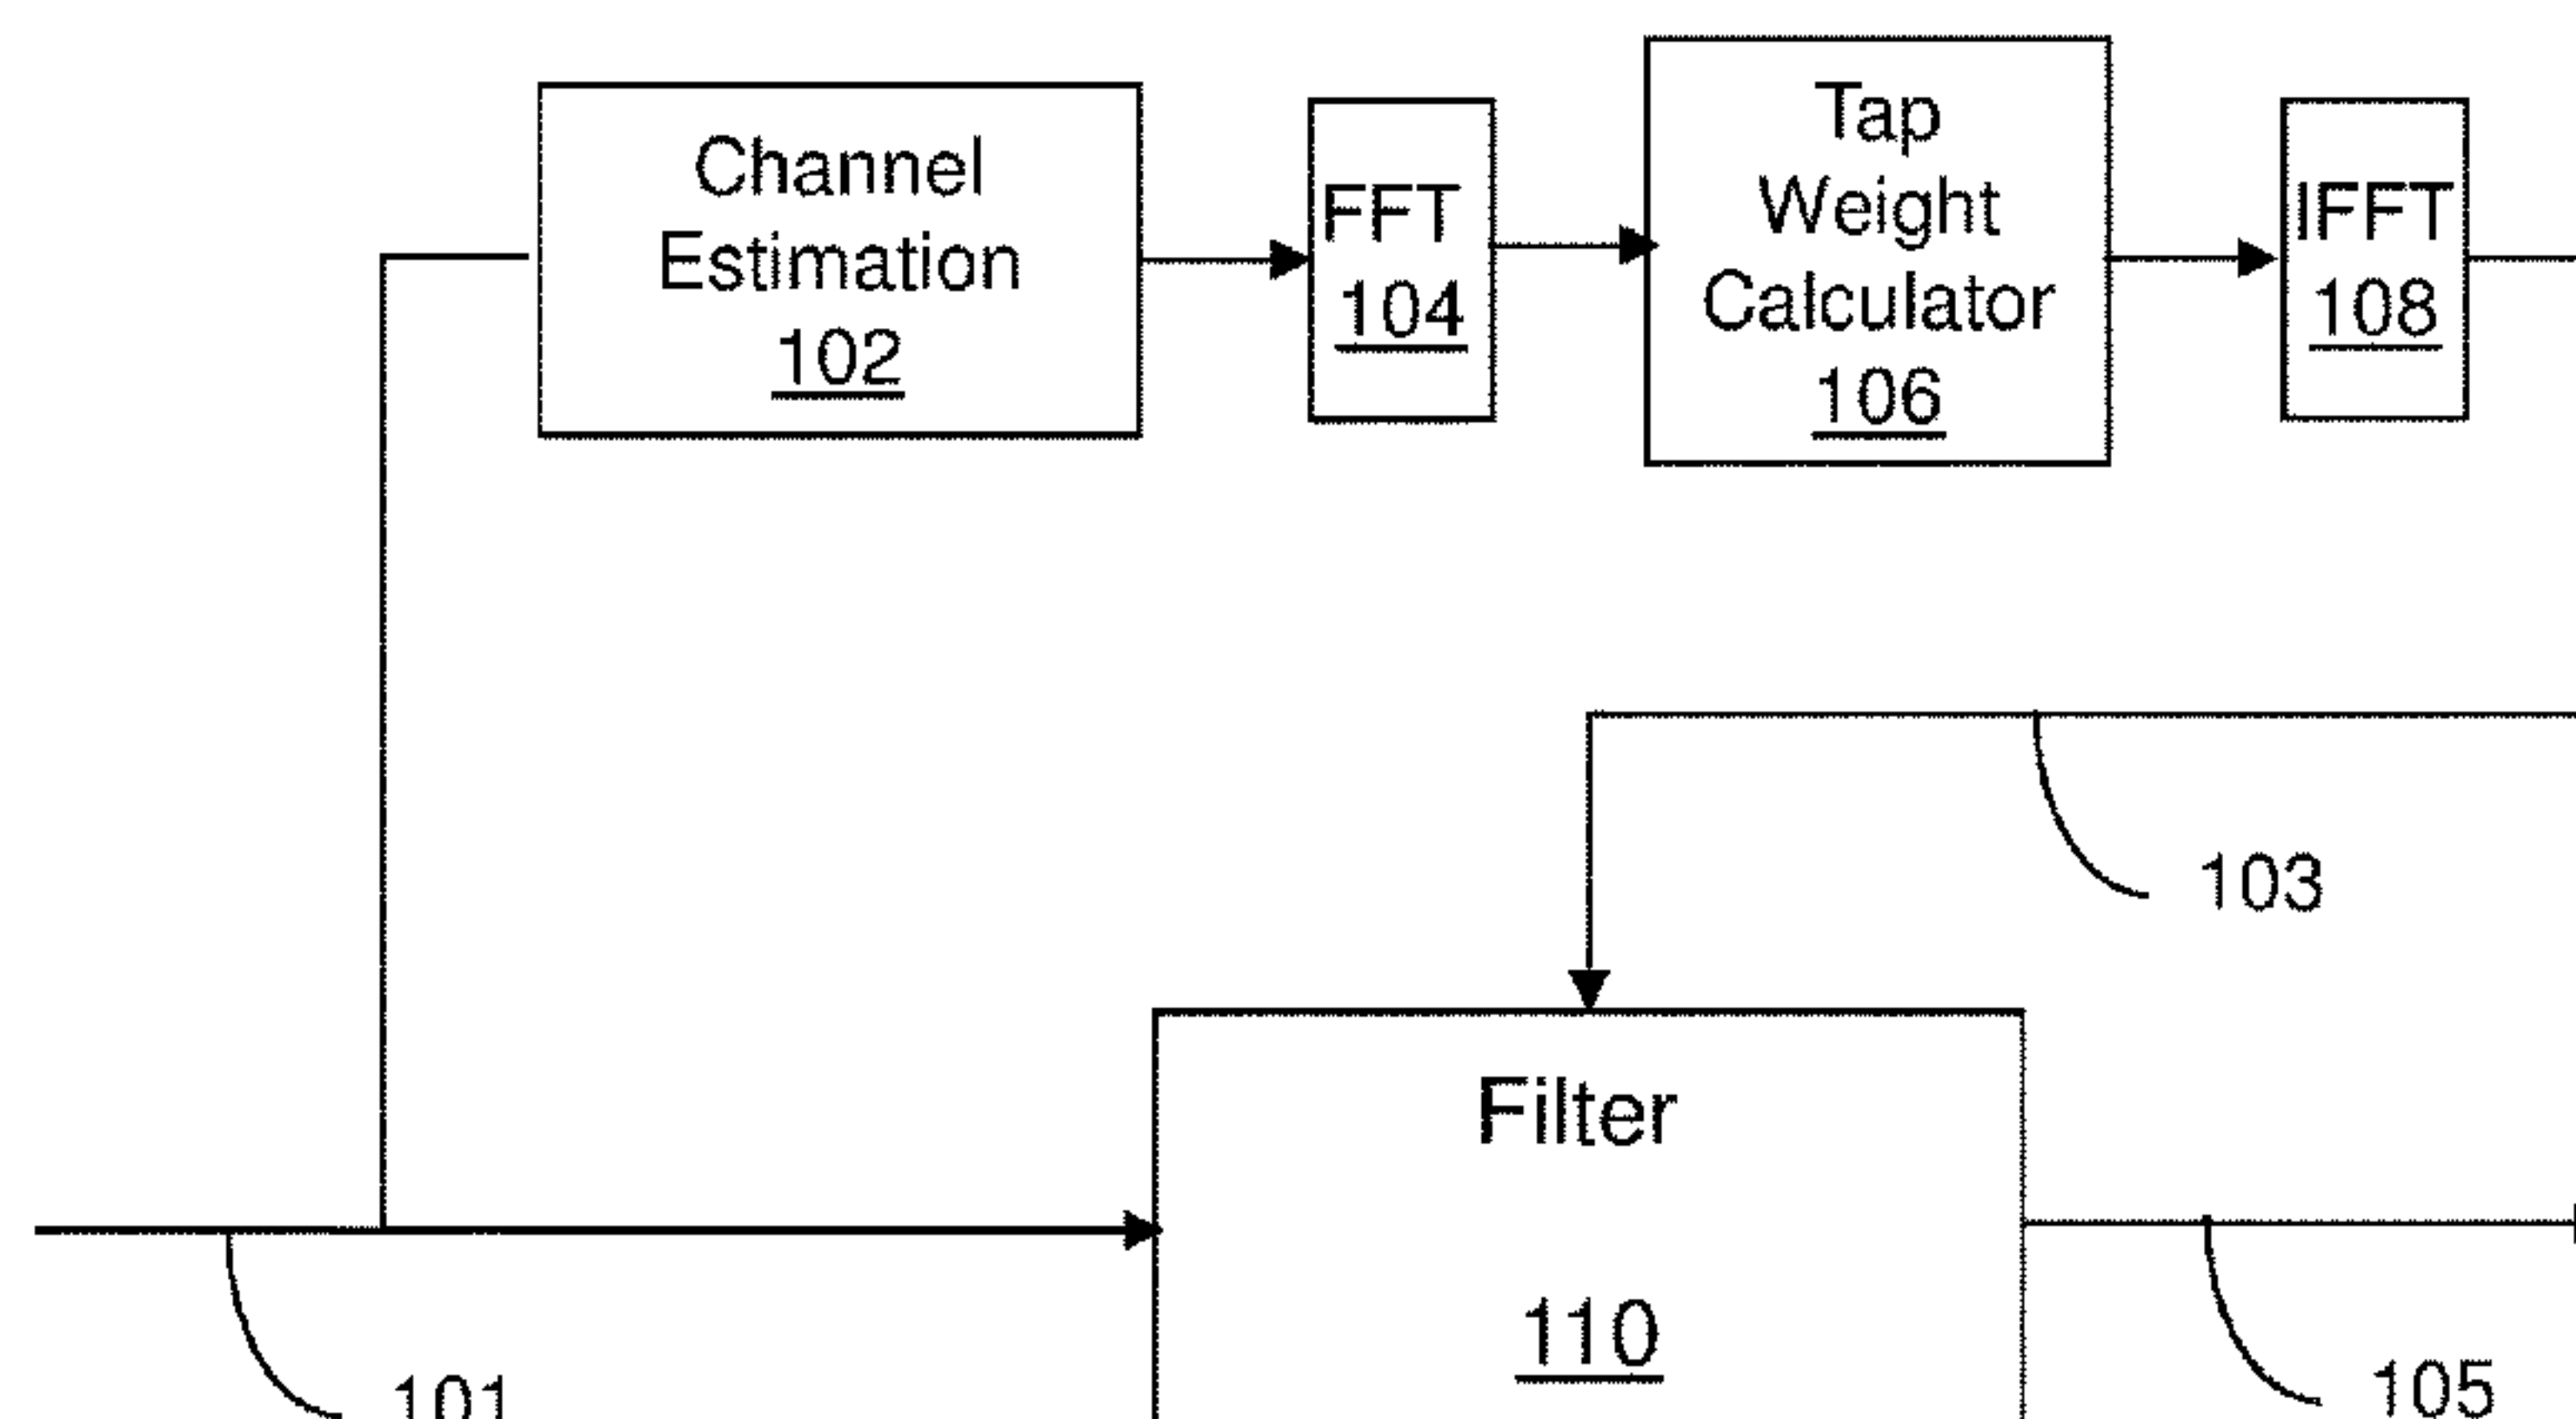 Channel
Estimation
102
FFT
104
Tap
Weight
Calculator
106
IFFT
108
103
Filter
110
101
105